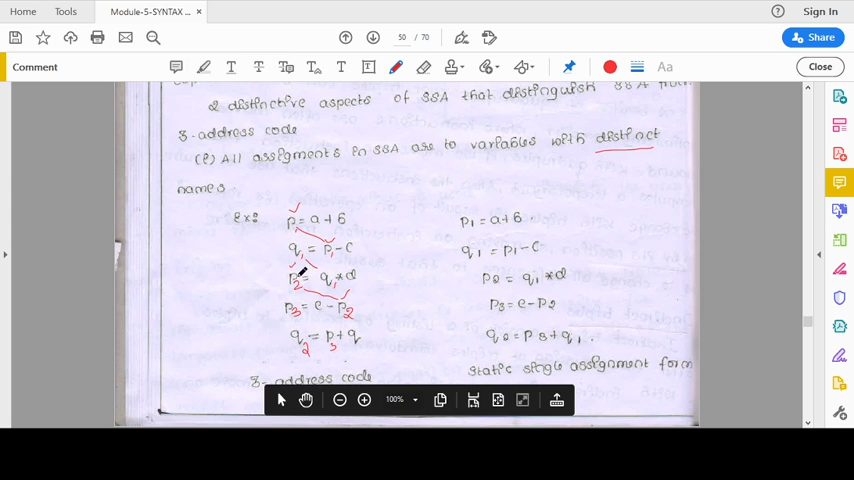 Home Tools Module-5-SYNTAX ... × Sign In
50 / 70 Share
Comment Close
2 distinctive aspects of SSA that distinguish SSA from
3-address code
(i) All assigments in SSA are to variables with distinct
names.
Ex:
p = a + b
q1 = p1 - c
p2 = q1 * d
p3 = e - p2
q2 = p3 + q
3-address code
p1 = a + b
q1 = p1 - c
p2 = q1 * d
p3 = e - p2
q2 = p3 + q1.
static single assignment form
100%